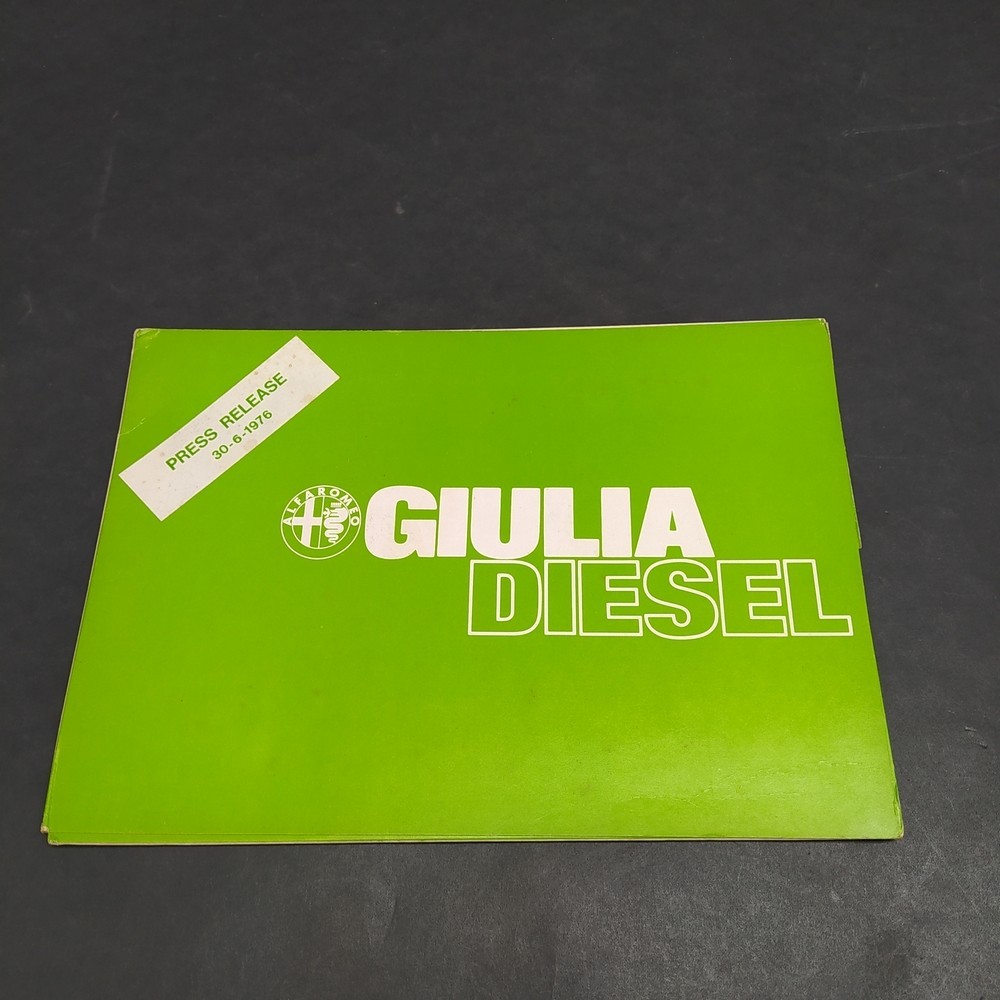 PRESS RELEASE
30-6-1976
ALFA ROMEO
GIULIA
DIESEL